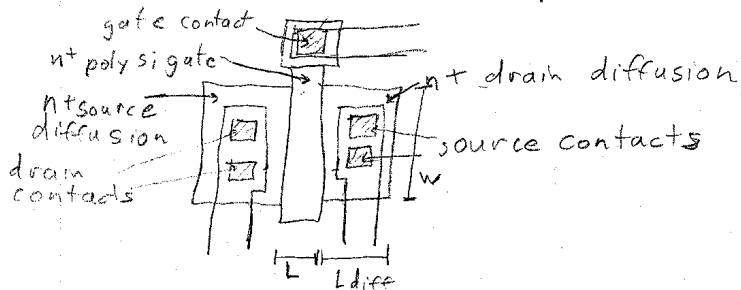 gate contact
n+ poly si gate
n+ source
diffusion
drain
contacts
n+ drain diffusion
source contacts
W
L
Ldiff